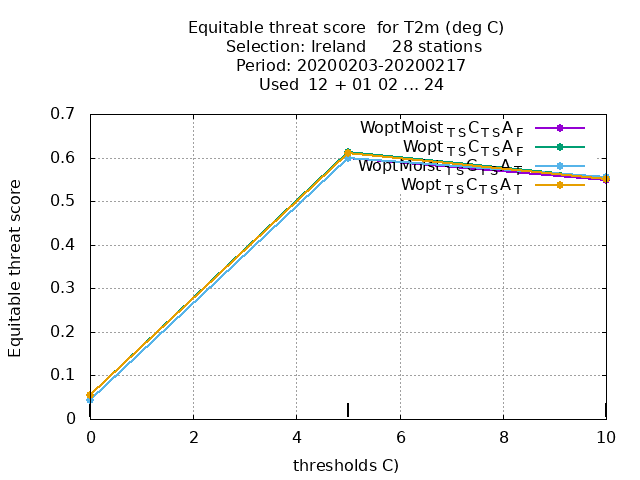 Equitable threat score for T2m (deg C)
Selection: Ireland 28 stations
Period: 20200203-20200217
Used 12 + 01 02 ... 24
0.7
0.6
0.5
0.4
0.3
0.2
0.1
0
Equitable threat score
WoptMoist TS C TS A F
Wopt TS C TS A F
WoptMoist TS C TS A T
Wopt TS C TS A T
0 2 4 6 8 10
thresholds C)